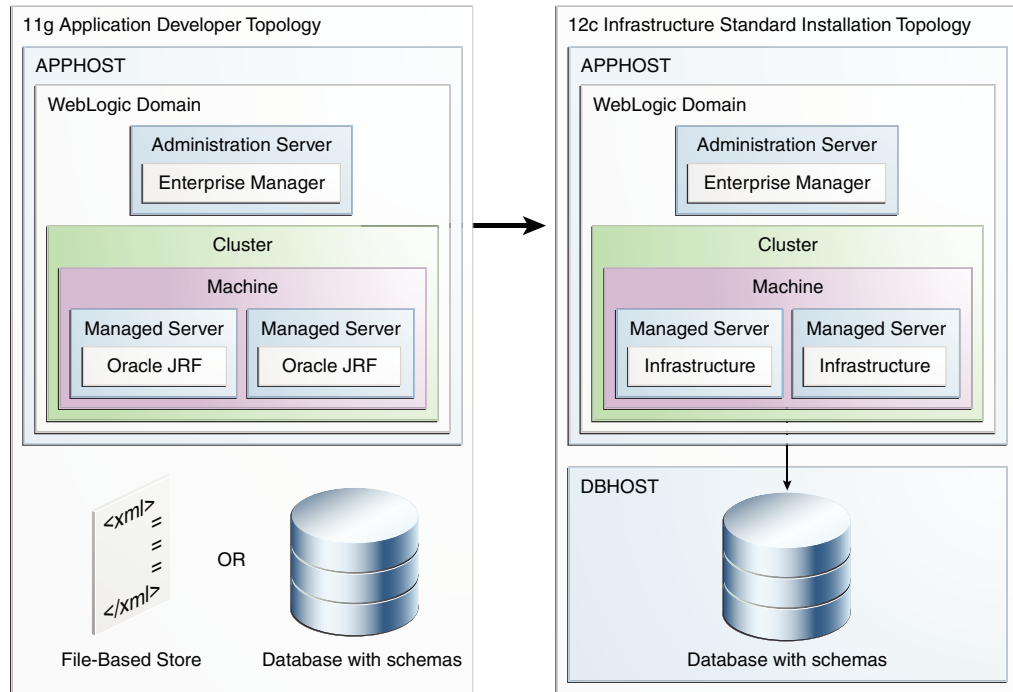 11g Application Developer Topology
APPHOST
WebLogic Domain
Administration Server
Enterprise Manager
Cluster
Machine
Managed Server
Oracle JRF
Managed Server
Oracle JRF
<xml>
=
=
=
</xml>
OR
File-Based Store
Database with schemas
12c Infrastructure Standard Installation Topology
APPHOST
WebLogic Domain
Administration Server
Enterprise Manager
Cluster
Machine
Managed Server
Infrastructure
Managed Server
Infrastructure
DBHOST
Database with schemas